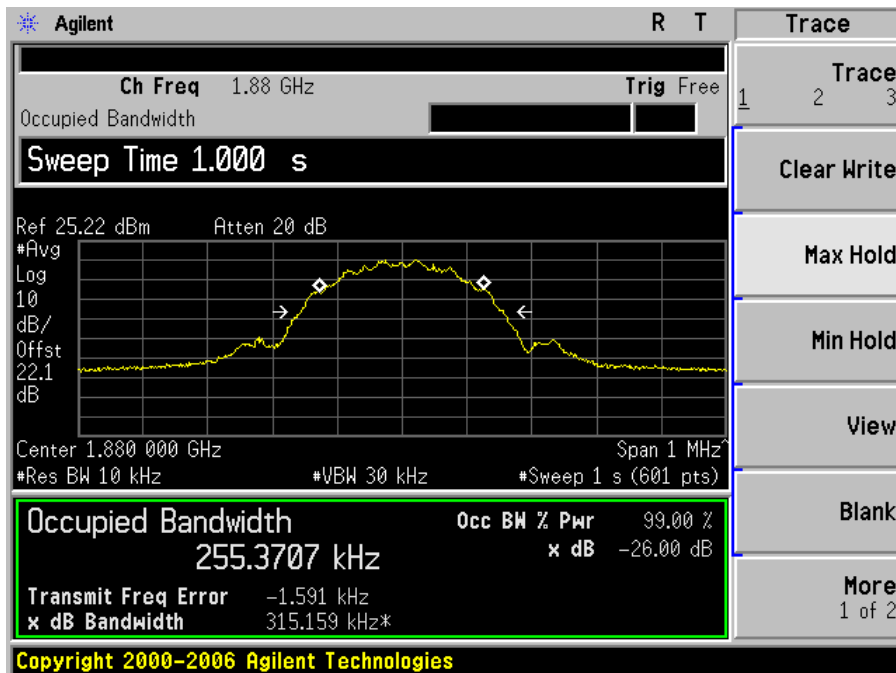 Agilent
R T
Trace
Ch Freq 1.88 GHz
Trig Free
Occupied Bandwidth
Sweep Time 1.000 s
Ref 25.22 dBm Atten 20 dB
#Avg
Log
10
dB/
Offst
22.1
dB
Center 1.880 000 GHz
Span 1 MHz^
#Res BW 10 kHz
#VBW 30 kHz
#Sweep 1 s (601 pts)
Occupied Bandwidth
255.3707 kHz
Occ BW % Pwr 99.00 %
x dB -26.00 dB
Transmit Freq Error -1.591 kHz
x dB Bandwidth 315.159 kHz*
Copyright 2000-2006 Agilent Technologies
Trace
1 2 3
Clear Write
Max Hold
Min Hold
View
Blank
More
1 of 2